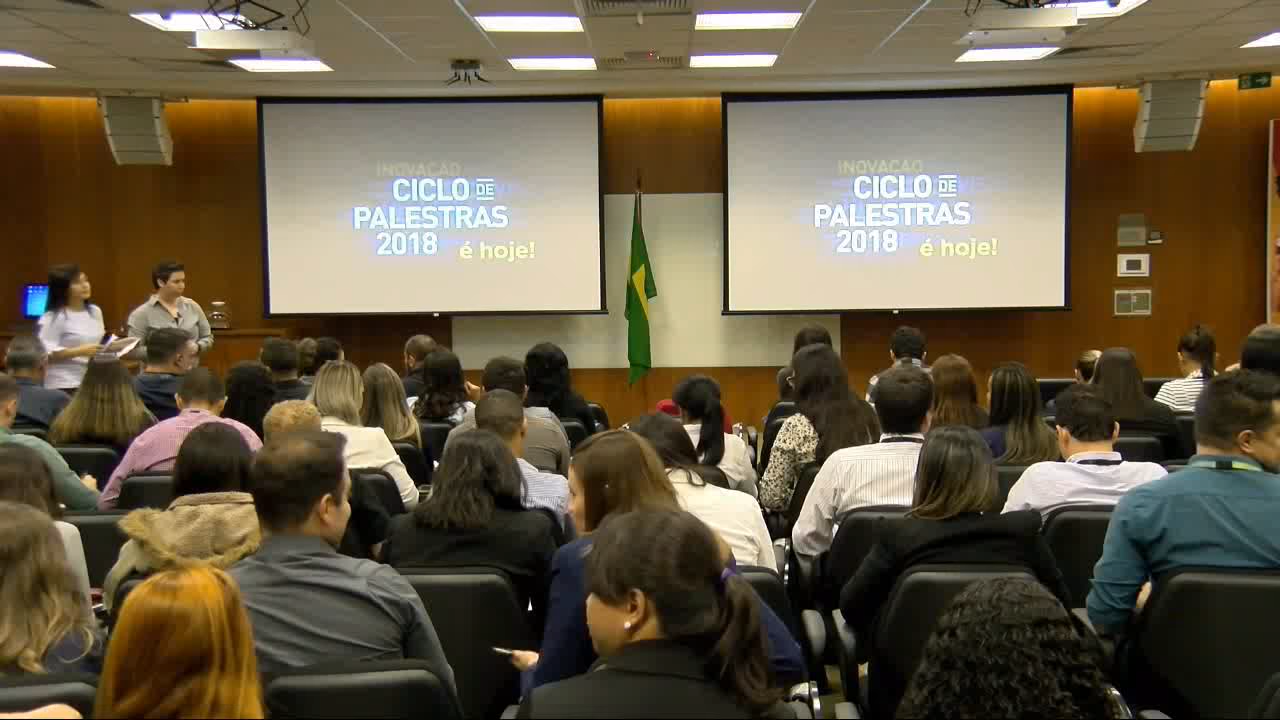 INOVAÇÃO
CICLO DE
PALESTRAS
2018 é hoje!
INOVAÇÃO
CICLO DE
PALESTRAS
2018 é hoje!